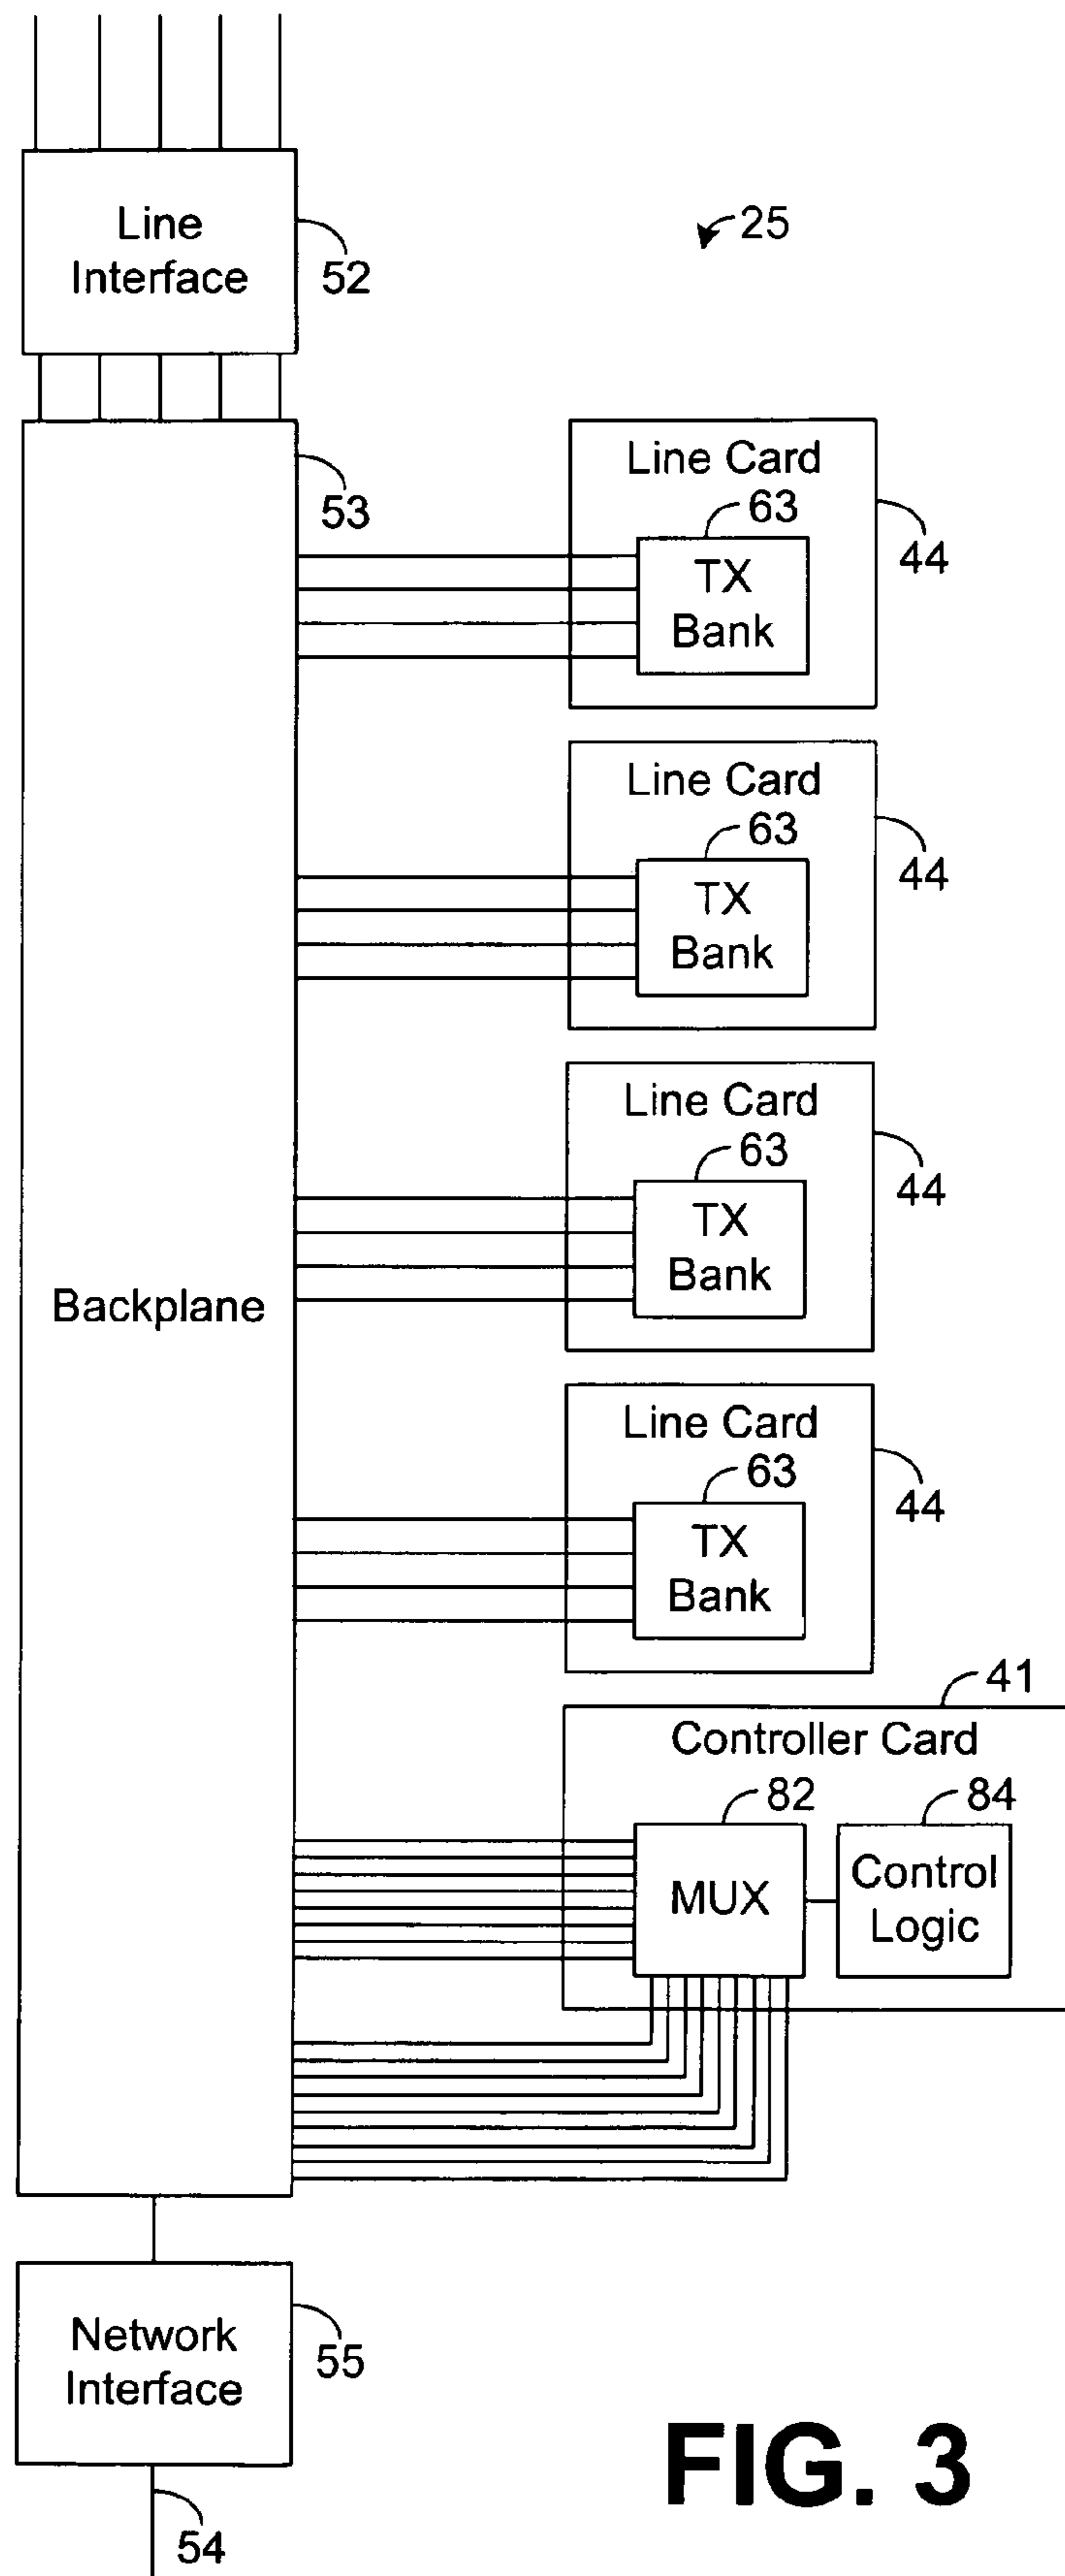 Line
Interface
52
25
53
Line Card
63
TX
Bank
44
Line Card
63
TX
Bank
44
Line Card
63
TX
Bank
44
Backplane
Line Card
63
TX
Bank
44
41
Controller Card
82
84
MUX
Control
Logic
Network
Interface
55
54
FIG. 3